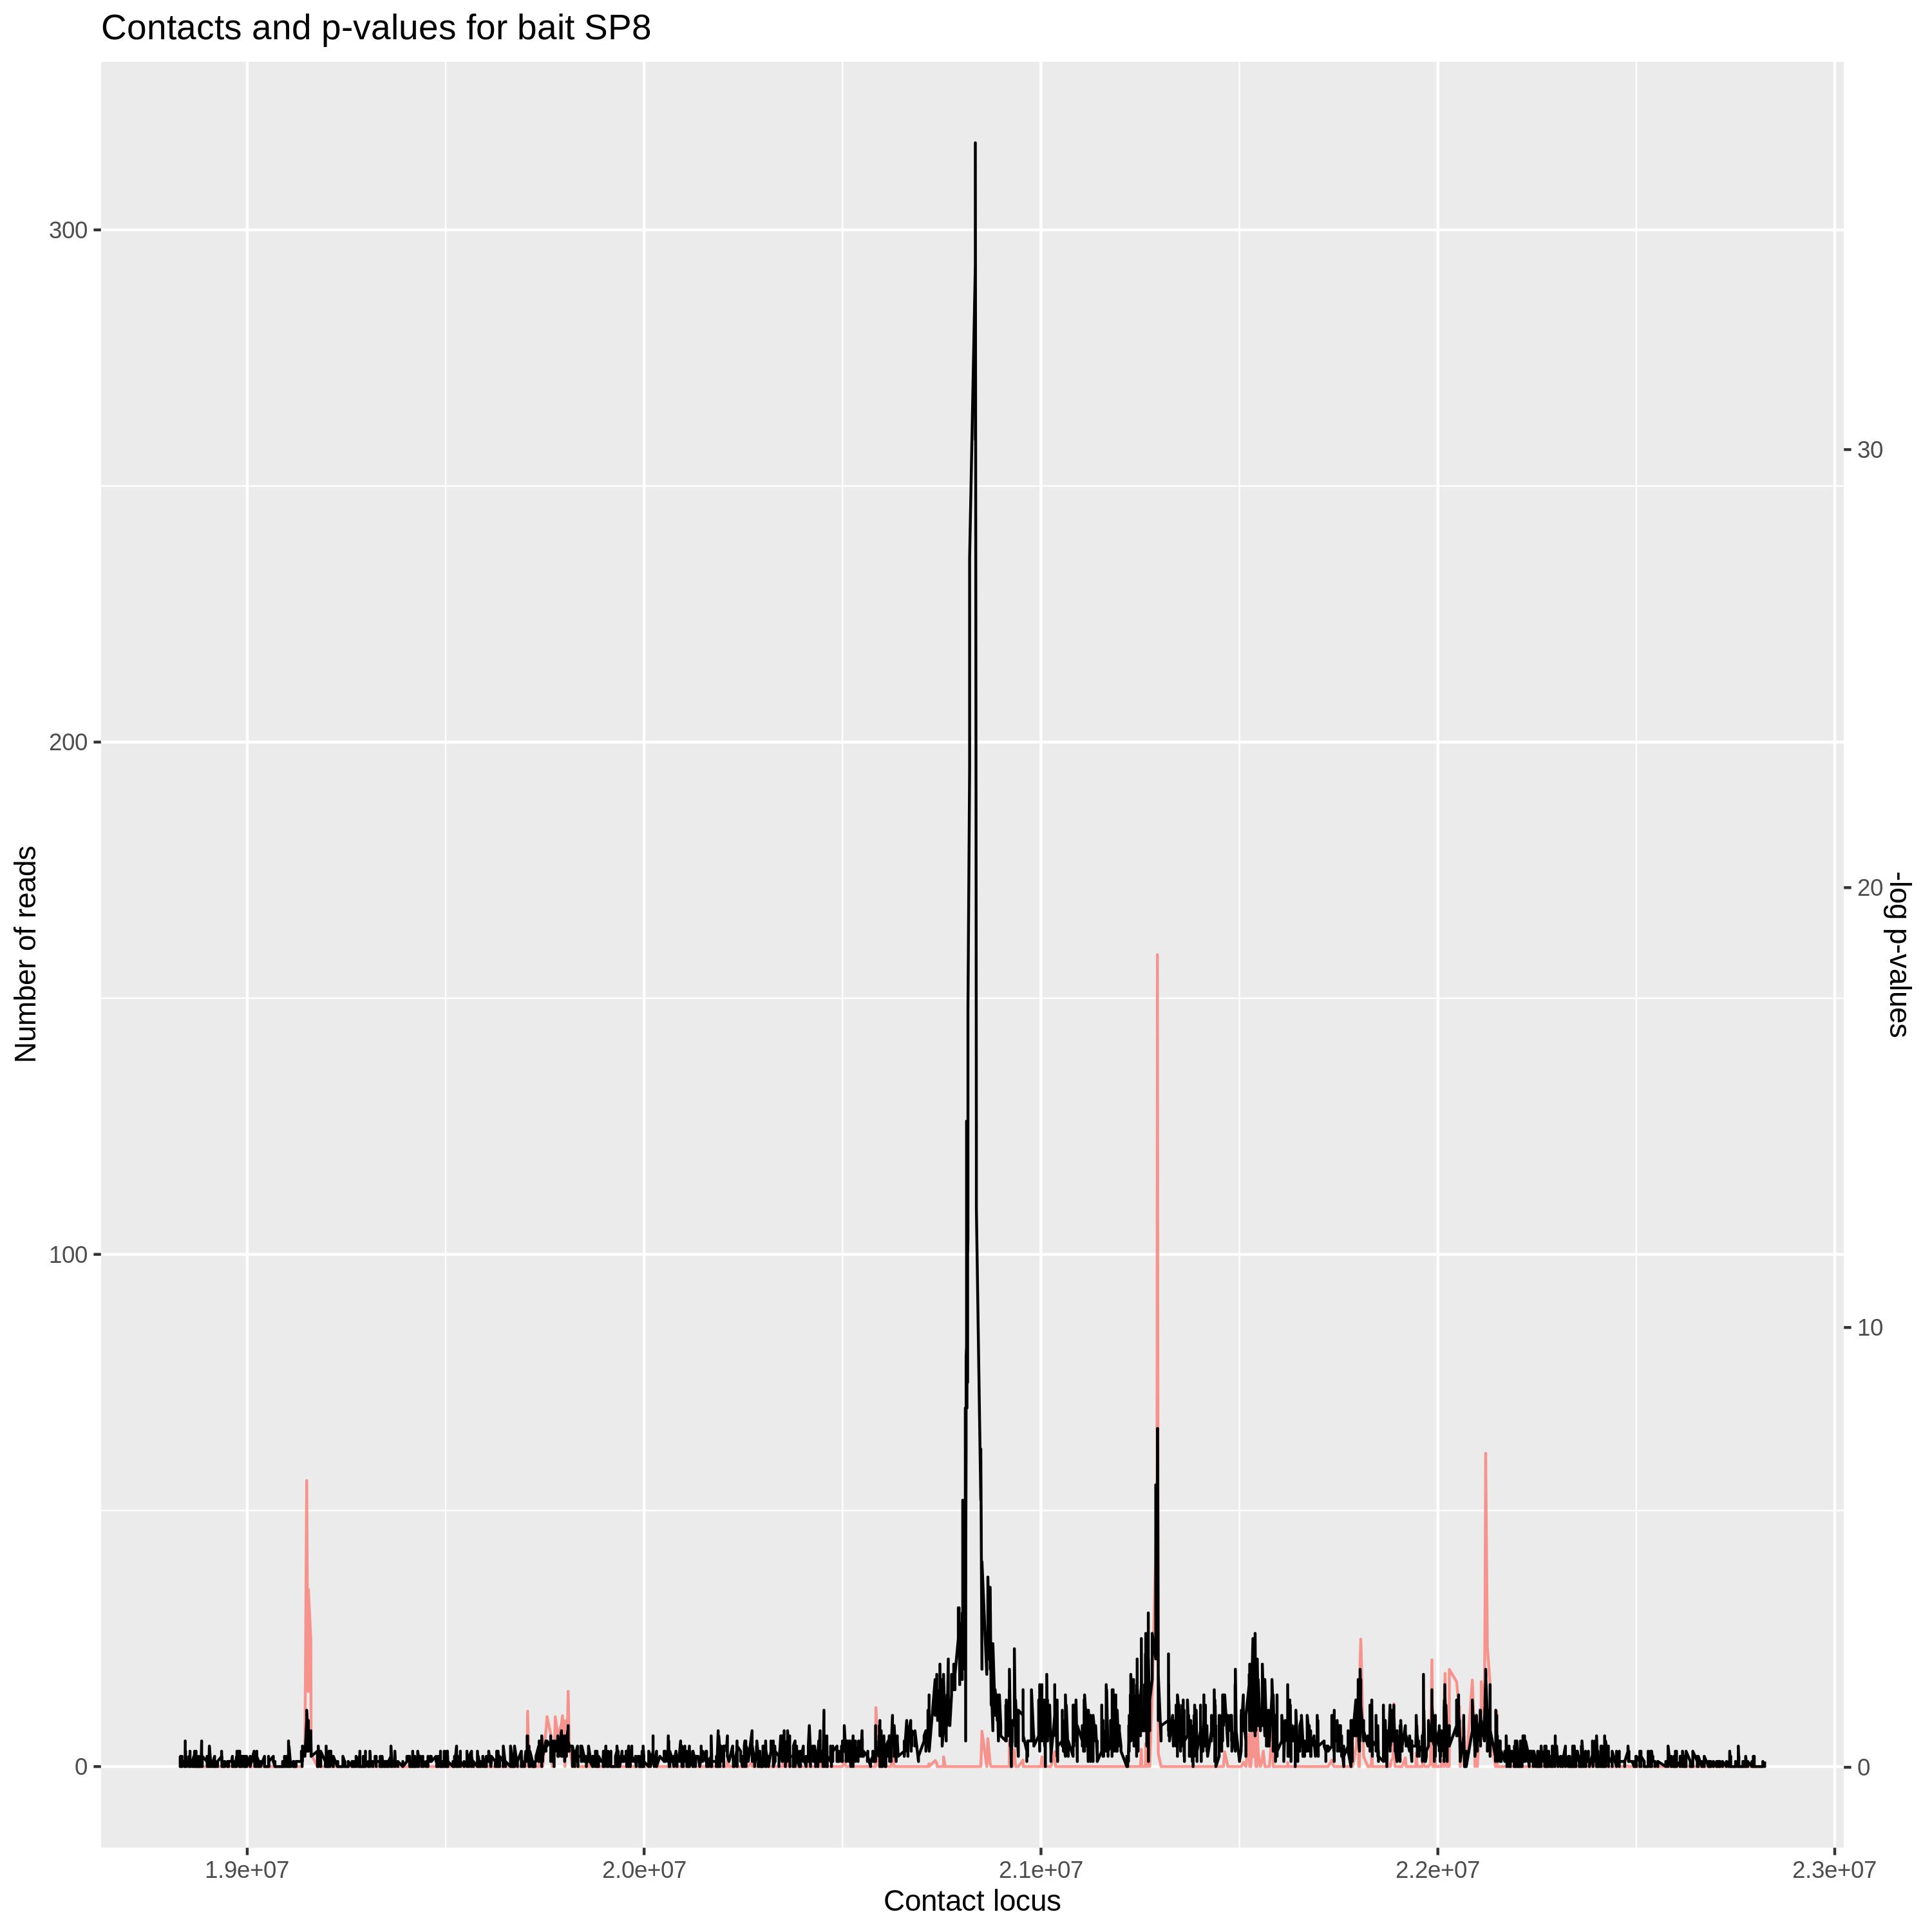 Contacts and p-values for bait SP8
Number of reads
300
200
100
0
30
20
10
0
-log p-values
1.9e+07
2.0e+07
2.1e+07
2.2e+07
2.3e+07
Contact locus